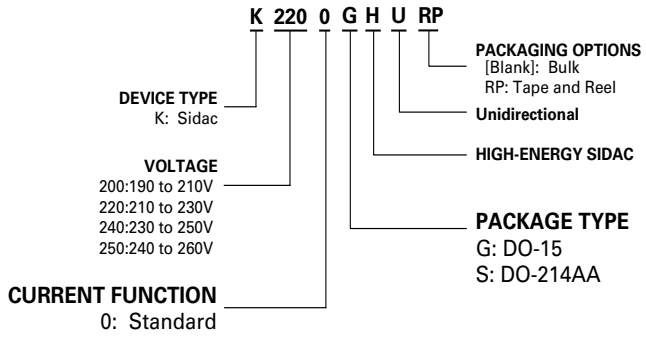 K 220 0 G H U RP
PACKAGING OPTIONS
[Blank]: Bulk
RP: Tape and Reel
DEVICE TYPE
K: Sidac
Unidirectional
VOLTAGE
200:190 to 210V
220:210 to 230V
240:230 to 250V
250:240 to 260V
HIGH-ENERGY SIDAC
PACKAGE TYPE
G: DO-15
S: DO-214AA
CURRENT FUNCTION
0: Standard